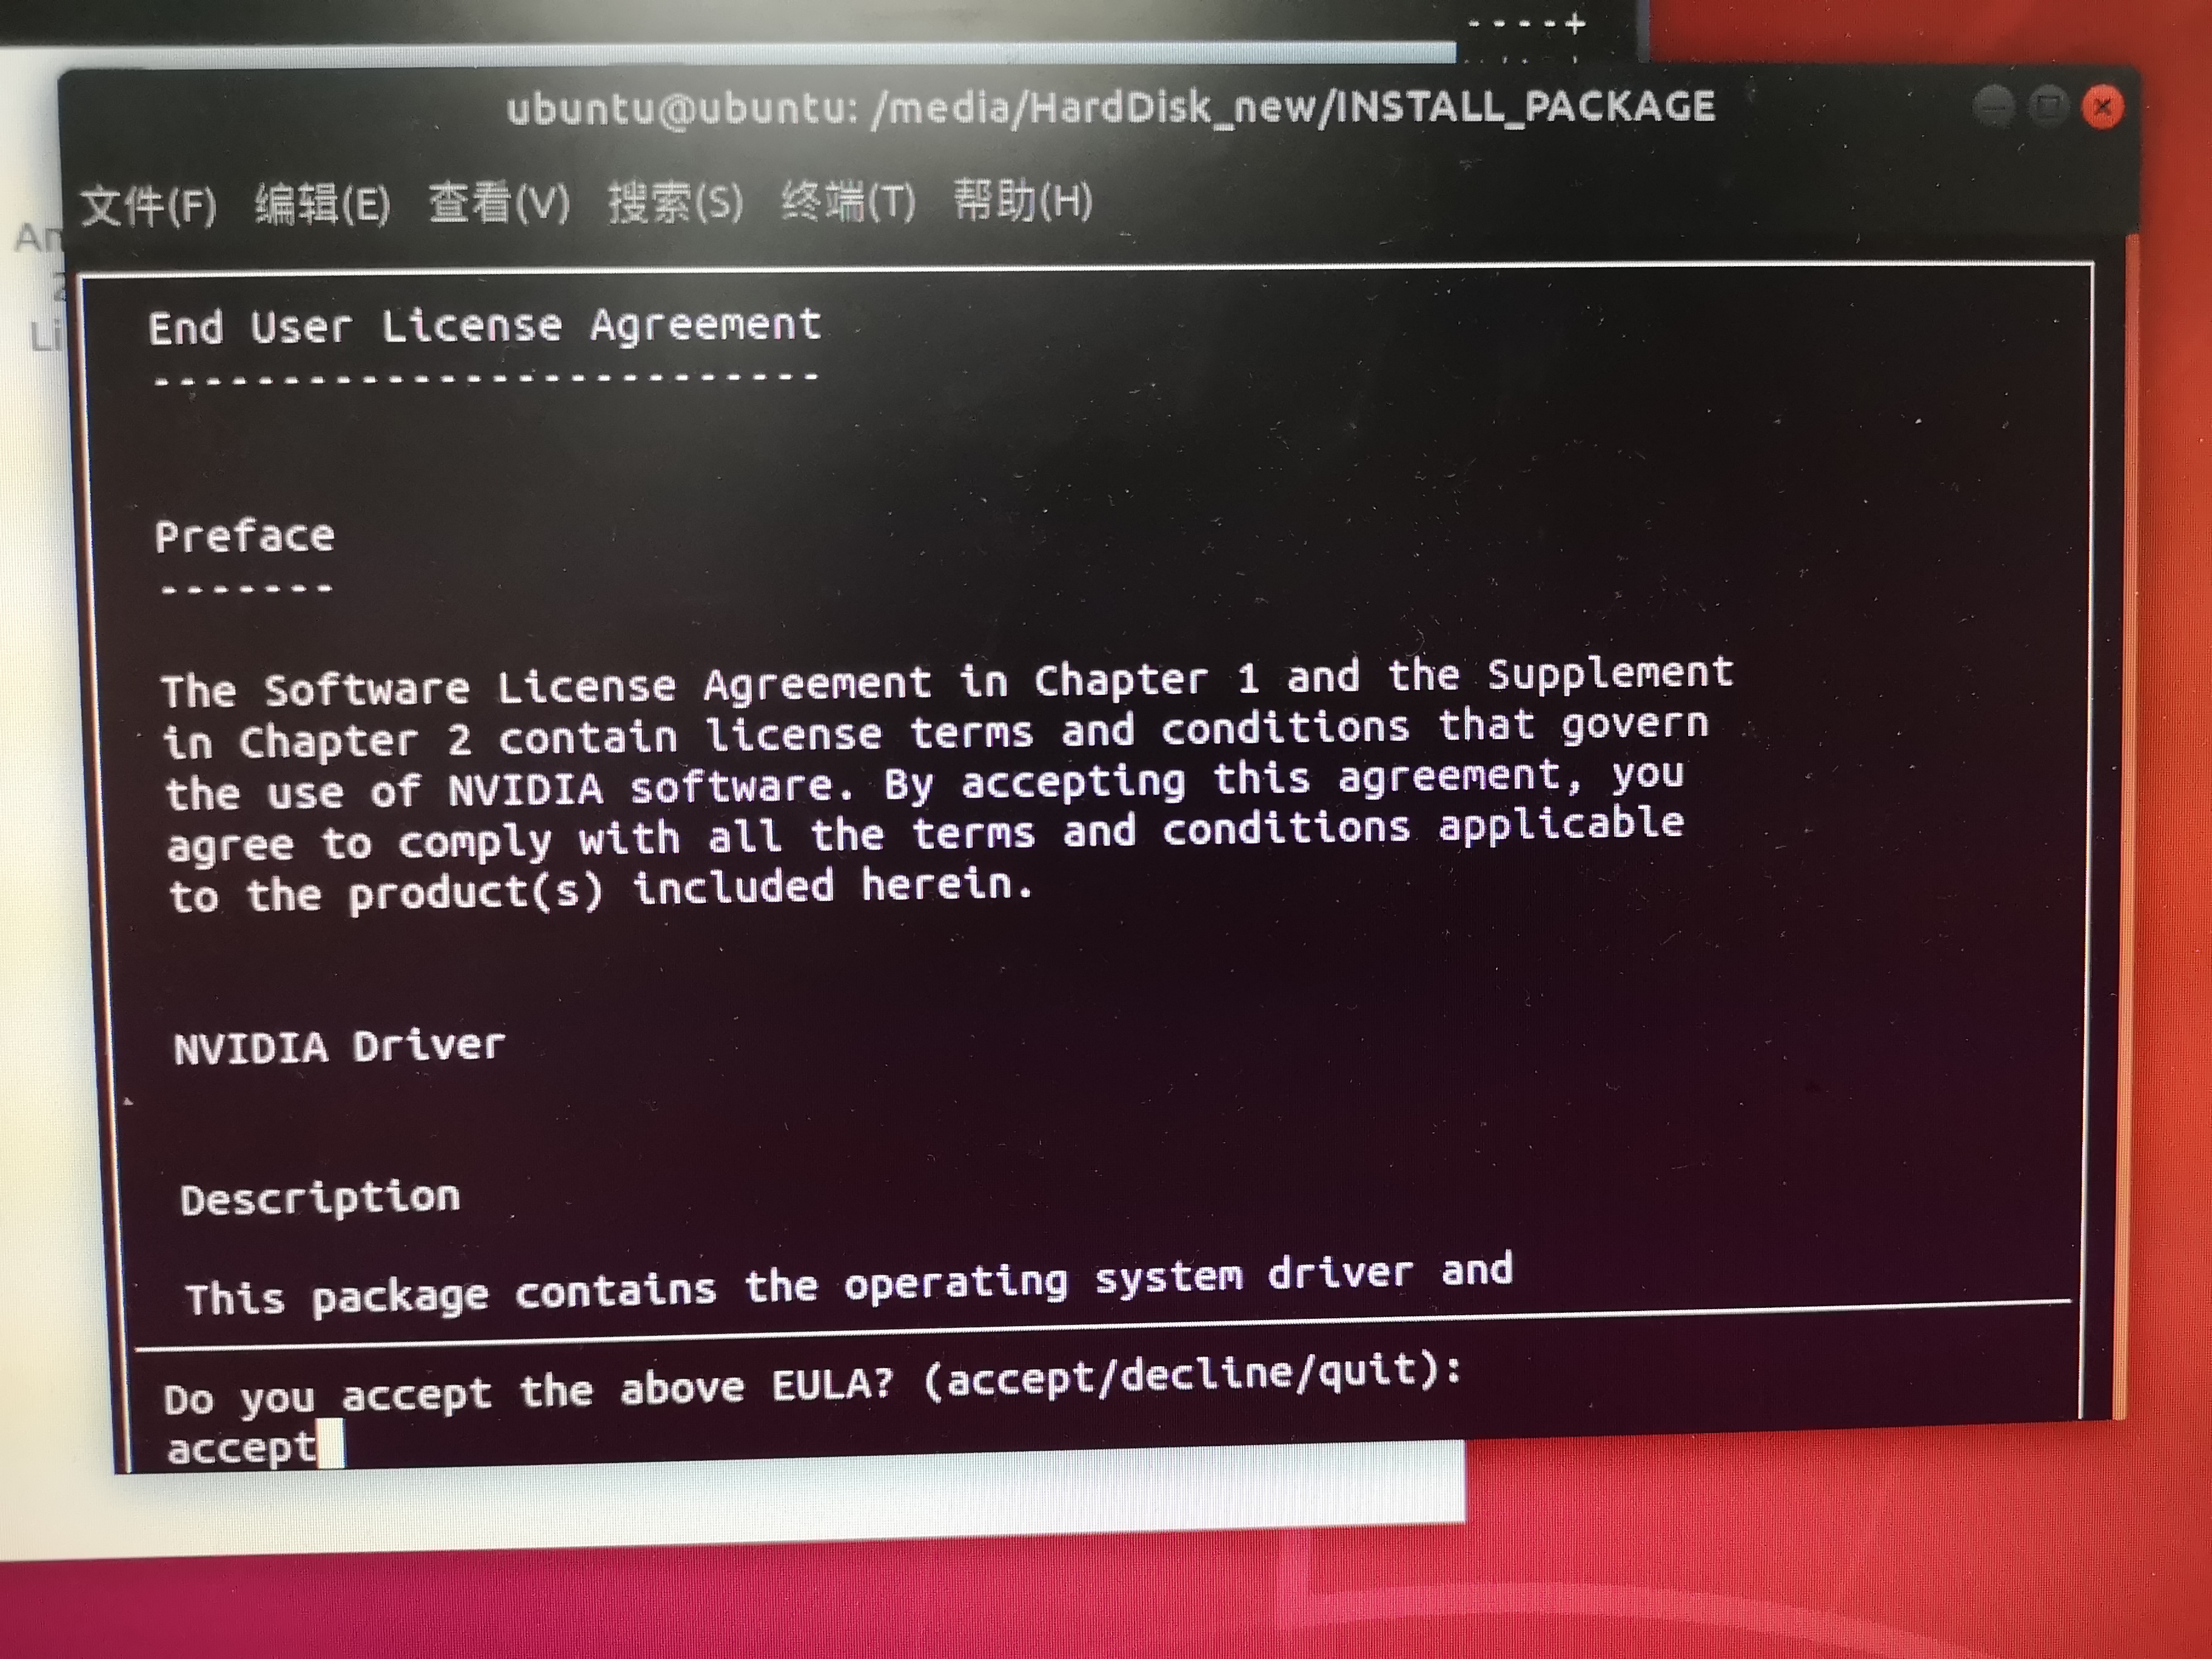 ----+
ubuntu@ubuntu: /media/HardDisk_new/INSTALL_PACKAGE
文件(F) 编辑(E) 查看(V) 搜索(S) 终端(T) 帮助(H)
End User License Agreement
--------------------------
Preface
-------
The Software License Agreement in Chapter 1 and the Supplement
in Chapter 2 contain license terms and conditions that govern
the use of NVIDIA software. By accepting this agreement, you
agree to comply with all the terms and conditions applicable
to the product(s) included herein.
NVIDIA Driver
Description
This package contains the operating system driver and
Do you accept the above EULA? (accept/decline/quit):
accept